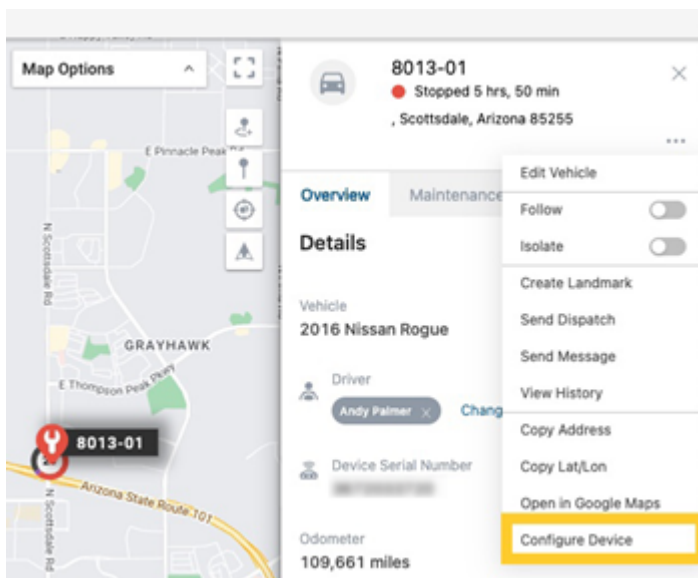 Map Options
E Pinnacle Peak
N Scottsdale Rd
GRAYHAWK
E Thompson Peak Pkwy
8013-01
Arizona State Route 101
N Scottsdale Rd
8013-01
Stopped 5 hrs, 50 min
, Scottsdale, Arizona 85255
Overview
Maintenance
Details
Vehicle
2016 Nissan Rogue
Driver
Andy Palmer
Chang
Device Serial Number
Odometer
109,661 miles
Edit Vehicle
Follow
Isolate
Create Landmark
Send Dispatch
Send Message
View History
Copy Address
Copy Lat/Lon
Open in Google Maps
Configure Device